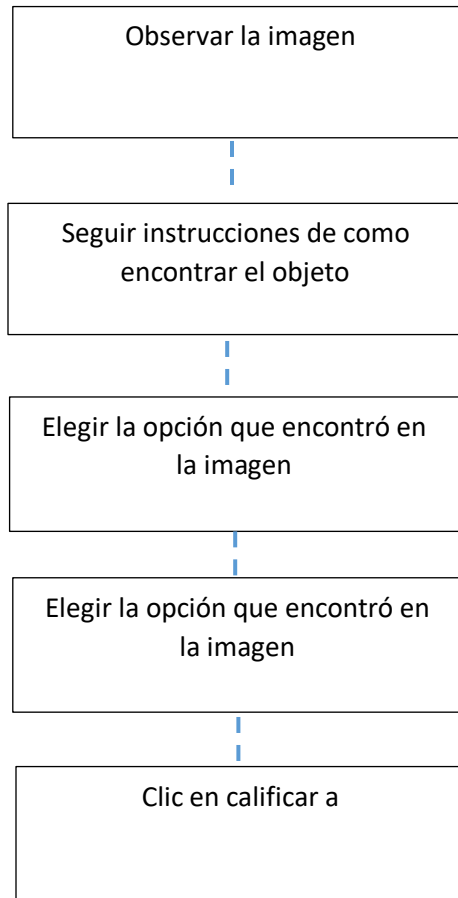 Observar la imagen
Seguir instrucciones de como
encontrar el objeto
Elegir la opción que encontró en
la imagen
Elegir la opción que encontró en
la imagen
Clic en calificar a